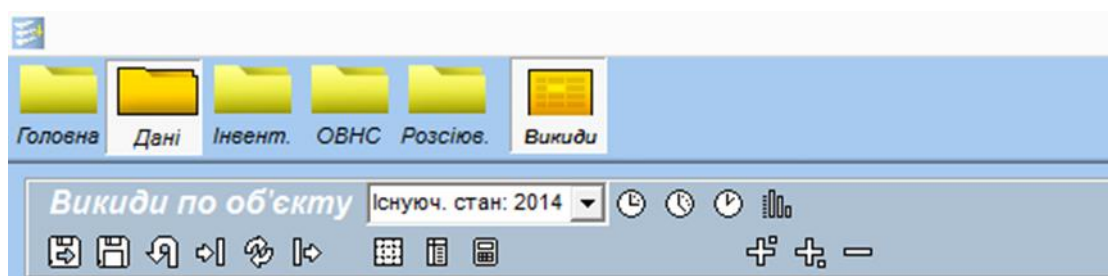 Головна Дані Інвент. ОВНС Розсіюв. Викиди
Викиди по об'єкту Існуюч. стан: 2014